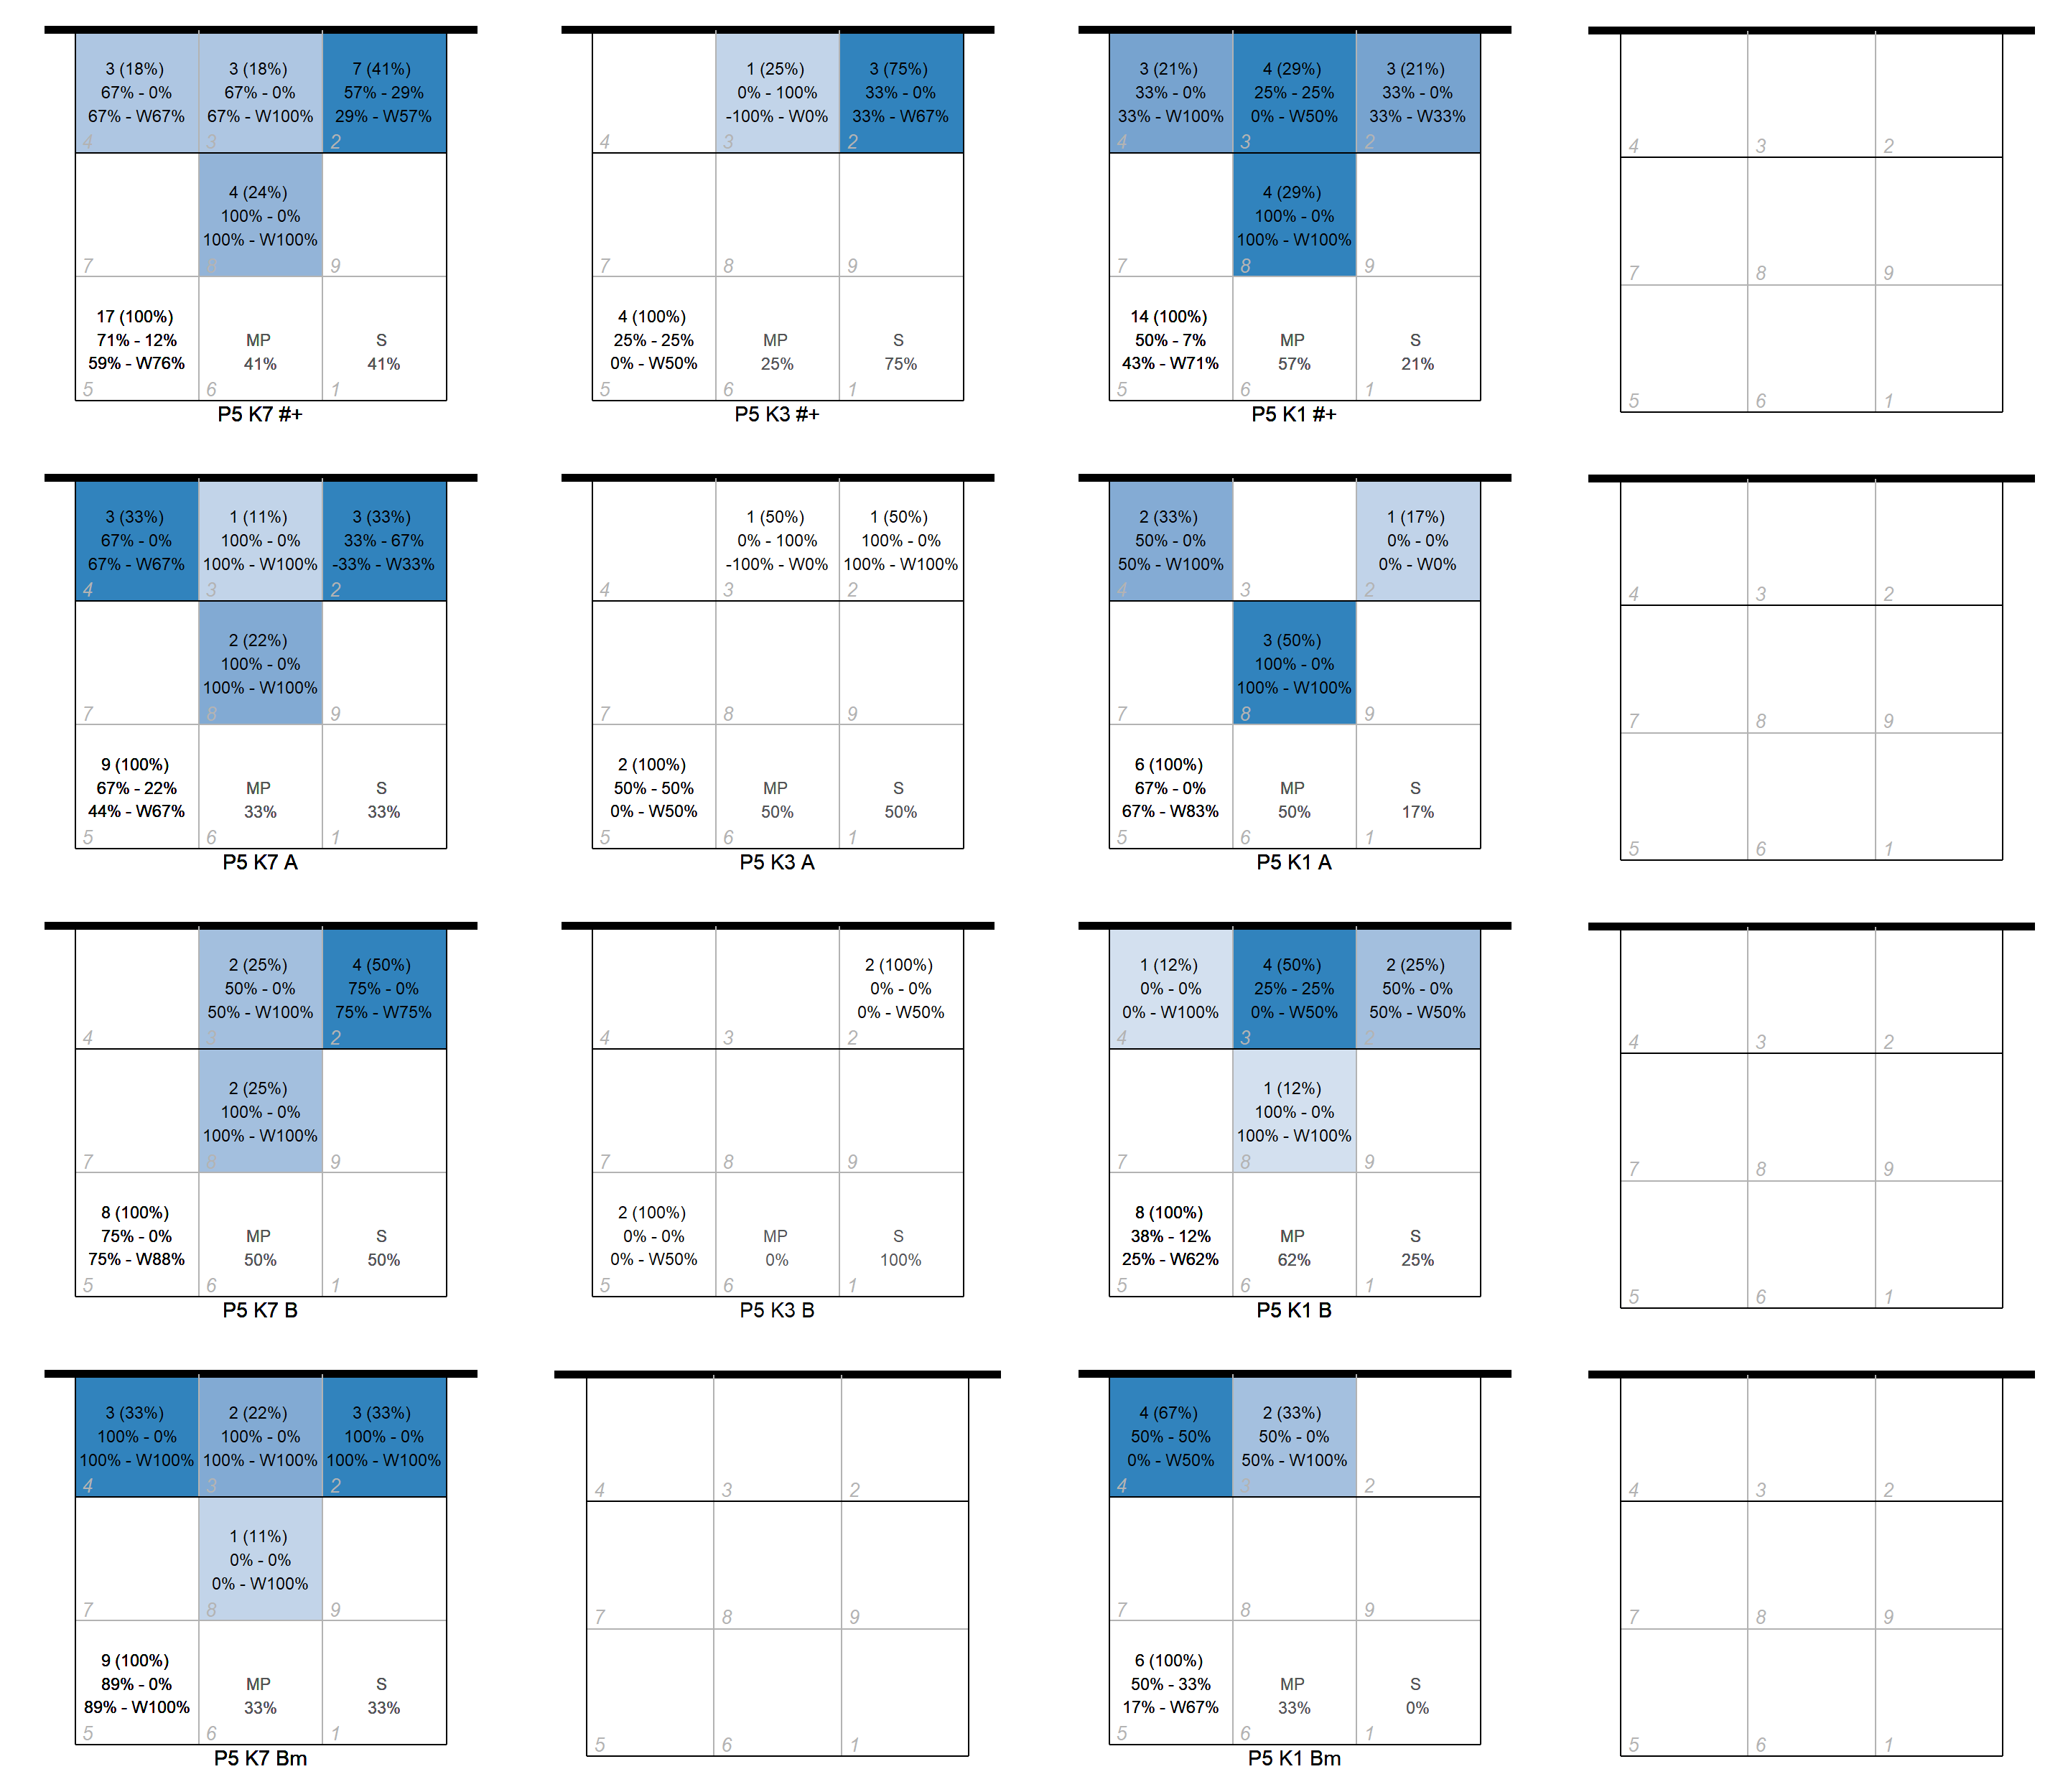 3 (18%) 3 (18%) 7 (41%)
67% - 0% 67% - 0% 57% - 29%
67% - W67% 67% - W100% 29% - W57%
4 3 2
4 (24%)
100% - 0%
100% - W100%
7 8 9
17 (100%)
71% - 12% MP S
59% - W76% 41% 41%
5 6 1
P5 K7 #+
1 (25%) 3 (75%)
0% - 100% 33% - 0%
-100% - W0% 33% - W67%
4 3 2
7 8 9
4 (100%)
25% - 25% MP S
0% - W50% 25% 75%
5 6 1
P5 K3 #+
3 (21%) 4 (29%) 3 (21%)
33% - 0% 25% - 25% 33% - 0%
33% - W100% 0% - W50% 33% - W33%
4 3 2
4 (29%)
100% - 0%
100% - W100%
7 8 9
14 (100%)
50% - 7% MP S
43% - W71% 57% 21%
5 6 1
P5 K1 #+
4 3 2
7 8 9
5 6 1
3 (33%) 1 (11%) 3 (33%)
67% - 0% 100% - 0% 33% - 67%
67% - W67% 100% - W100% -33% - W33%
4 3 2
2 (22%)
100% - 0%
100% - W100%
7 8 9
9 (100%)
67% - 22% MP S
44% - W67% 33% 33%
5 6 1
P5 K7 A
1 (50%) 1 (50%)
0% - 100% 100% - 0%
-100% - W0% 100% - W100%
4 3 2
7 8 9
2 (100%)
50% - 50% MP S
0% - W50% 50% 50%
5 6 1
P5 K3 A
2 (33%) 1 (17%)
50% - 0% 0% - 0%
50% - W100% 0% - W0%
4 3 2
3 (50%)
100% - 0%
100% - W100%
7 8 9
6 (100%)
67% - 0% MP S
67% - W83% 50% 17%
5 6 1
P5 K1 A
4 3 2
7 8 9
5 6 1
2 (25%) 4 (50%)
50% - 0% 75% - 0%
50% - W100% 75% - W75%
4 3 2
2 (25%)
100% - 0%
100% - W100%
7 8 9
8 (100%)
75% - 0% MP S
75% - W88% 50% 50%
5 6 1
P5 K7 B
2 (100%)
0% - 0%
0% - W50%
4 3 2
7 8 9
2 (100%)
0% - 0% MP S
0% - W50% 0% 100%
5 6 1
P5 K3 B
1 (12%) 4 (50%) 2 (25%)
0% - 0% 25% - 25% 50% - 0%
0% - W100% 0% - W50% 50% - W50%
4 3 2
1 (12%)
100% - 0%
100% - W100%
7 8 9
8 (100%)
38% - 12% MP S
25% - W62% 62% 25%
5 6 1
P5 K1 B
4 3 2
7 8 9
5 6 1
3 (33%) 2 (22%) 3 (33%)
100% - 0% 100% - 0% 100% - 0%
100% - W100% 100% - W100% 100% - W100%
4 3 2
1 (11%)
0% - 0%
0% - W100%
7 8 9
9 (100%)
89% - 0% MP S
89% - W100% 33% 33%
5 6 1
P5 K7 Bm
4 3 2
7 8 9
5 6 1
4 (67%) 2 (33%)
50% - 50% 50% - 0%
0% - W50% 50% - W100%
4 3 2
7 8 9
6 (100%)
50% - 33% MP S
17% - W67% 33% 0%
5 6 1
P5 K1 Bm
4 3 2
7 8 9
5 6 1